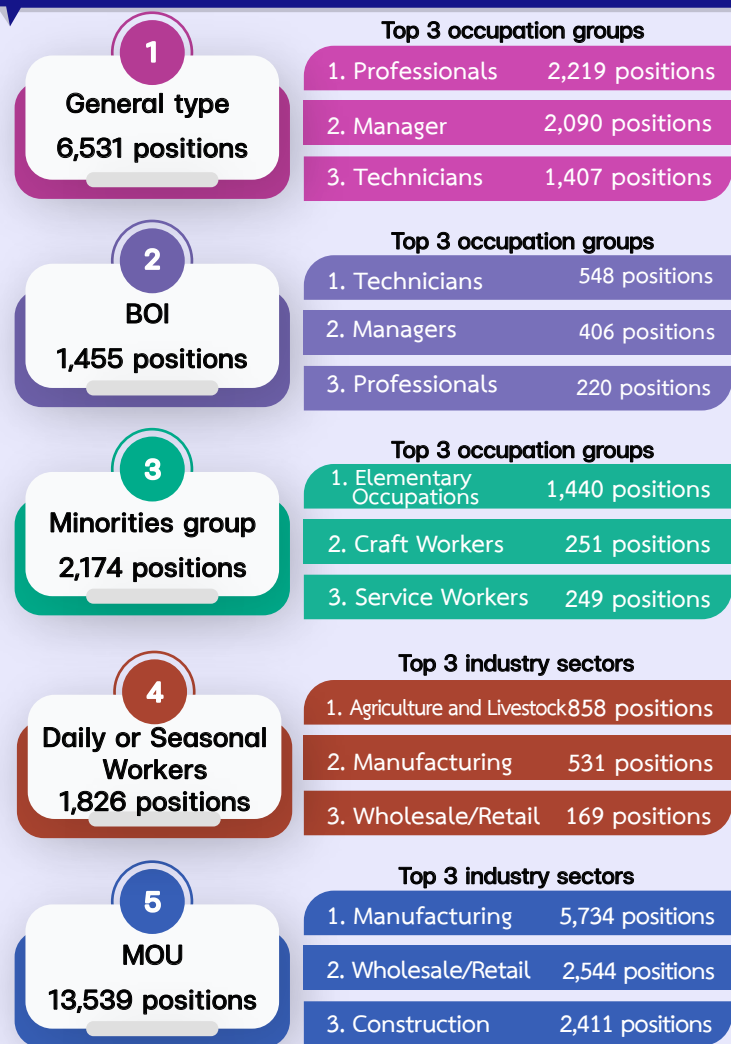 1
General type
6,531 positions
Top 3 occupation groups
1. Professionals 2,219 positions
2. Manager 2,090 positions
3. Technicians 1,407 positions
2
BOI
1,455 positions
Top 3 occupation groups
1. Technicians 548 positions
2. Managers 406 positions
3. Professionals 220 positions
3
Minorities group
2,174 positions
Top 3 occupation groups
1. Elementary
Occupations 1,440 positions
2. Craft Workers 251 positions
3. Service Workers 249 positions
4
Daily or Seasonal
Workers
1,826 positions
Top 3 industry sectors
1. Agriculture and Livestock 858 positions
2. Manufacturing 531 positions
3. Wholesale/Retail 169 positions
5
MOU
13,539 positions
Top 3 industry sectors
1. Manufacturing 5,734 positions
2. Wholesale/Retail 2,544 positions
3. Construction 2,411 positions